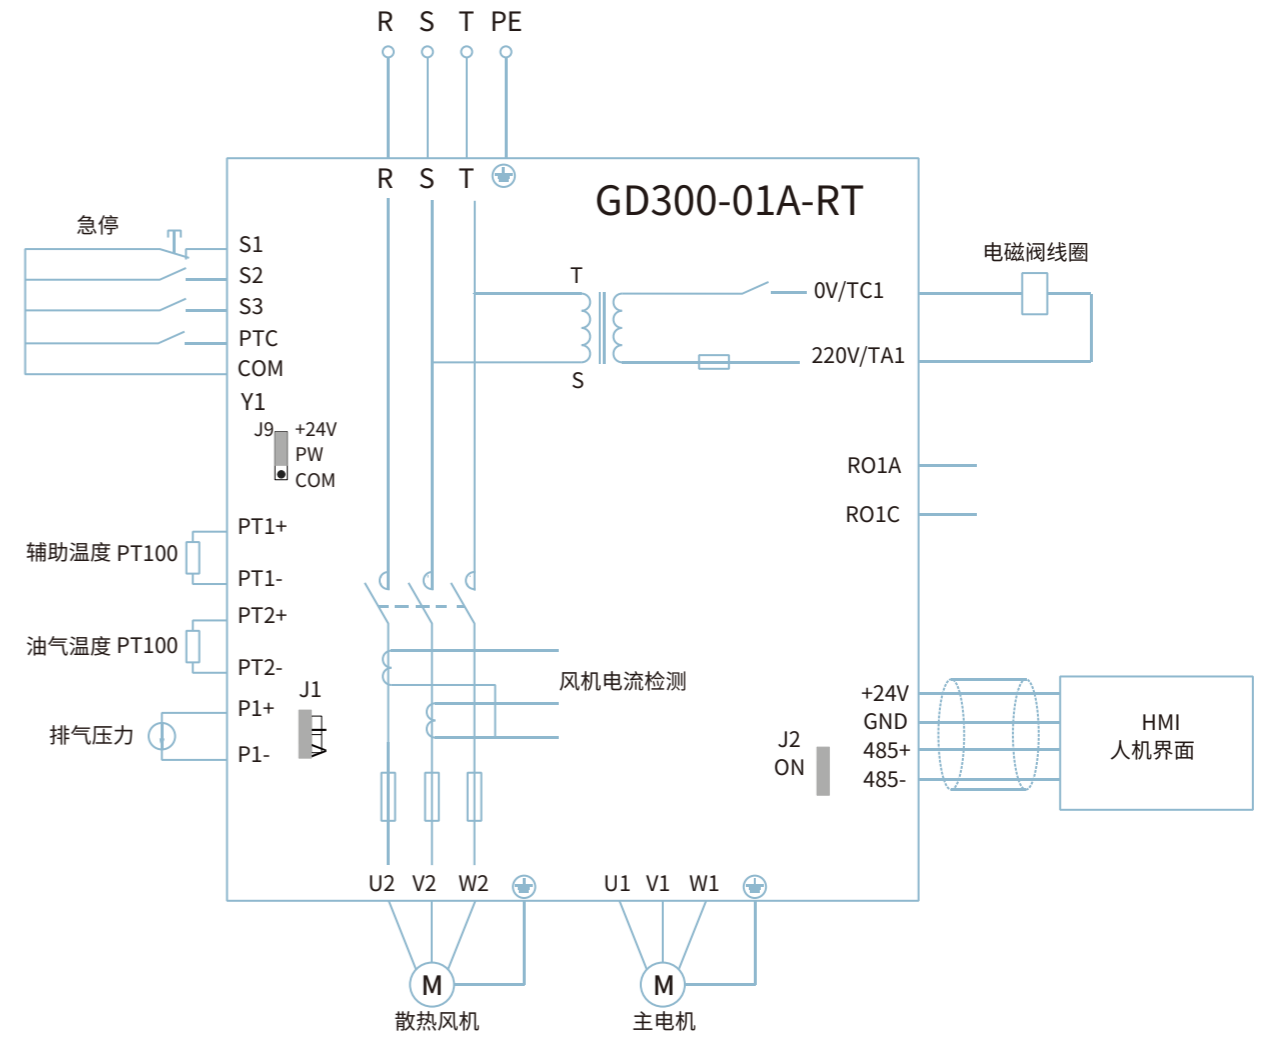 R S T PE
R S T
GD300-01A-RT
急停
S1
S2
S3
PTC
COM
Y1
J9 +24V
PW
COM
T
S
0V/TC1
220V/TA1
电磁阀线圈
RO1A
RO1C
辅助温度 PT100
PT1+
PT1-
油气温度 PT100
PT2+
PT2-
J1
排气压力
P1+
P1-
风机电流检测
+24V
GND
485+
485-
J2
ON
HMI
人机界面
U2 V2 W2
U1 V1 W1
M
M
散热风机
主电机